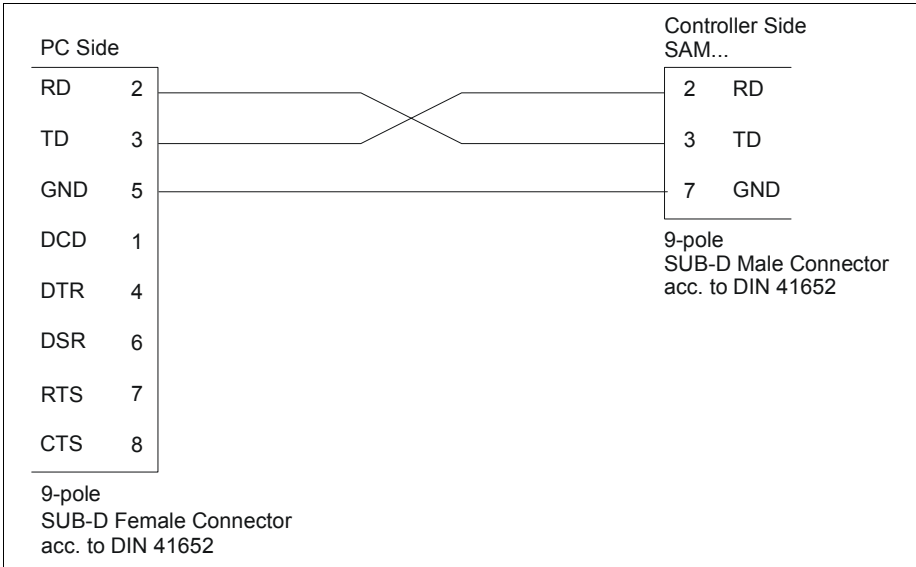 PC Side
RD 2
TD 3
GND 5
DCD 1
DTR 4
DSR 6
RTS 7
CTS 8
9-pole
SUB-D Female Connector
acc. to DIN 41652
Controller Side
SAM...
2 RD
3 TD
7 GND
9-pole
SUB-D Male Connector
acc. to DIN 41652